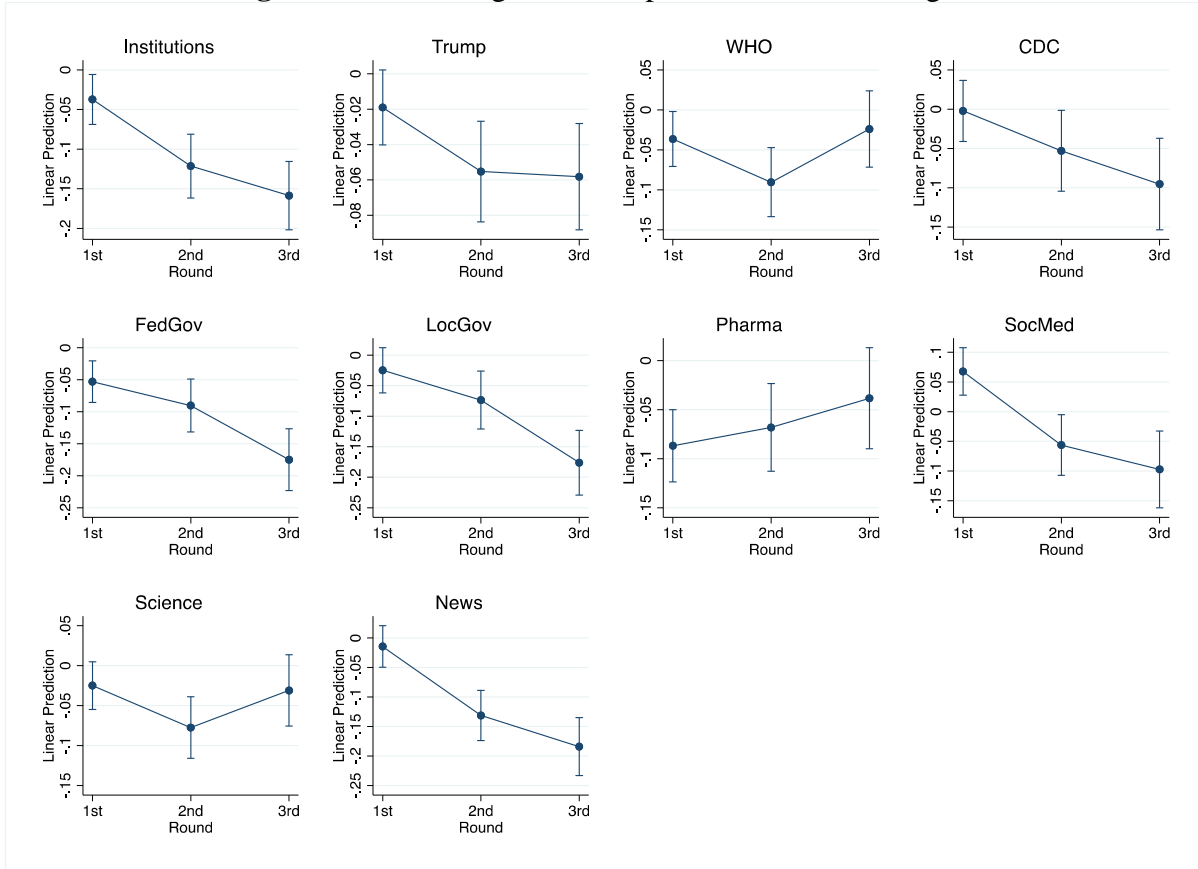 Institutions
Linear Prediction
0
-.05
-.1
-.15
-.2
1st 2nd 3rd
Round
Trump
Linear Prediction
0
-.02
-.04
-.06
-.08
1st 2nd 3rd
Round
WHO
Linear Prediction
.05
0
-.05
-.1
-.15
1st 2nd 3rd
Round
CDC
Linear Prediction
.05
0
-.05
-.1
-.15
1st 2nd 3rd
Round
FedGov
Linear Prediction
0
-.05
-.1
-.15
-.2
-.25
1st 2nd 3rd
Round
LocGov
Linear Prediction
0
-.05
-.1
-.15
-.2
-.25
1st 2nd 3rd
Round
Pharma
Linear Prediction
0
-.05
-.1
-.15
1st 2nd 3rd
Round
SocMed
Linear Prediction
.1
.05
0
-.05
-.1
-.15
1st 2nd 3rd
Round
Science
Linear Prediction
.05
0
-.05
-.1
-.15
1st 2nd 3rd
Round
News
Linear Prediction
0
-.05
-.1
-.15
-.2
-.25
1st 2nd 3rd
Round